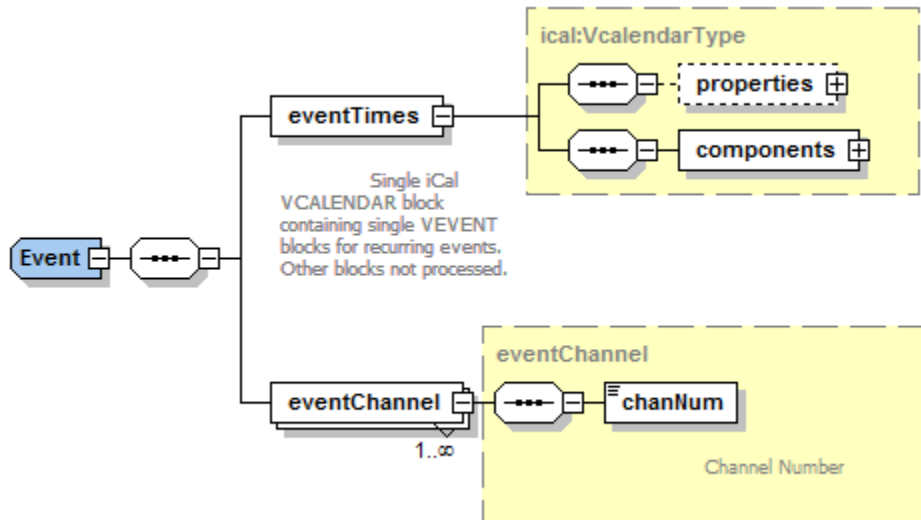 ical:VcalendarType
properties
eventTimes
components
Single iCal
VCALENDAR block
containing single VEVENT
blocks for recurring events.
Other blocks not processed.
Event
eventChannel
eventChannel
chanNum
1..∞
Channel Number